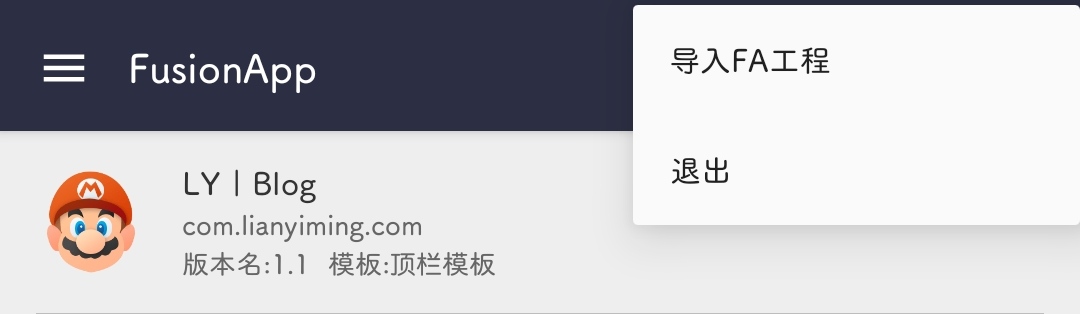 FusionApp
导入FA工程
退出
LY | Blog
com.lianyiming.com
版本名:1.1 模板:顶栏模板